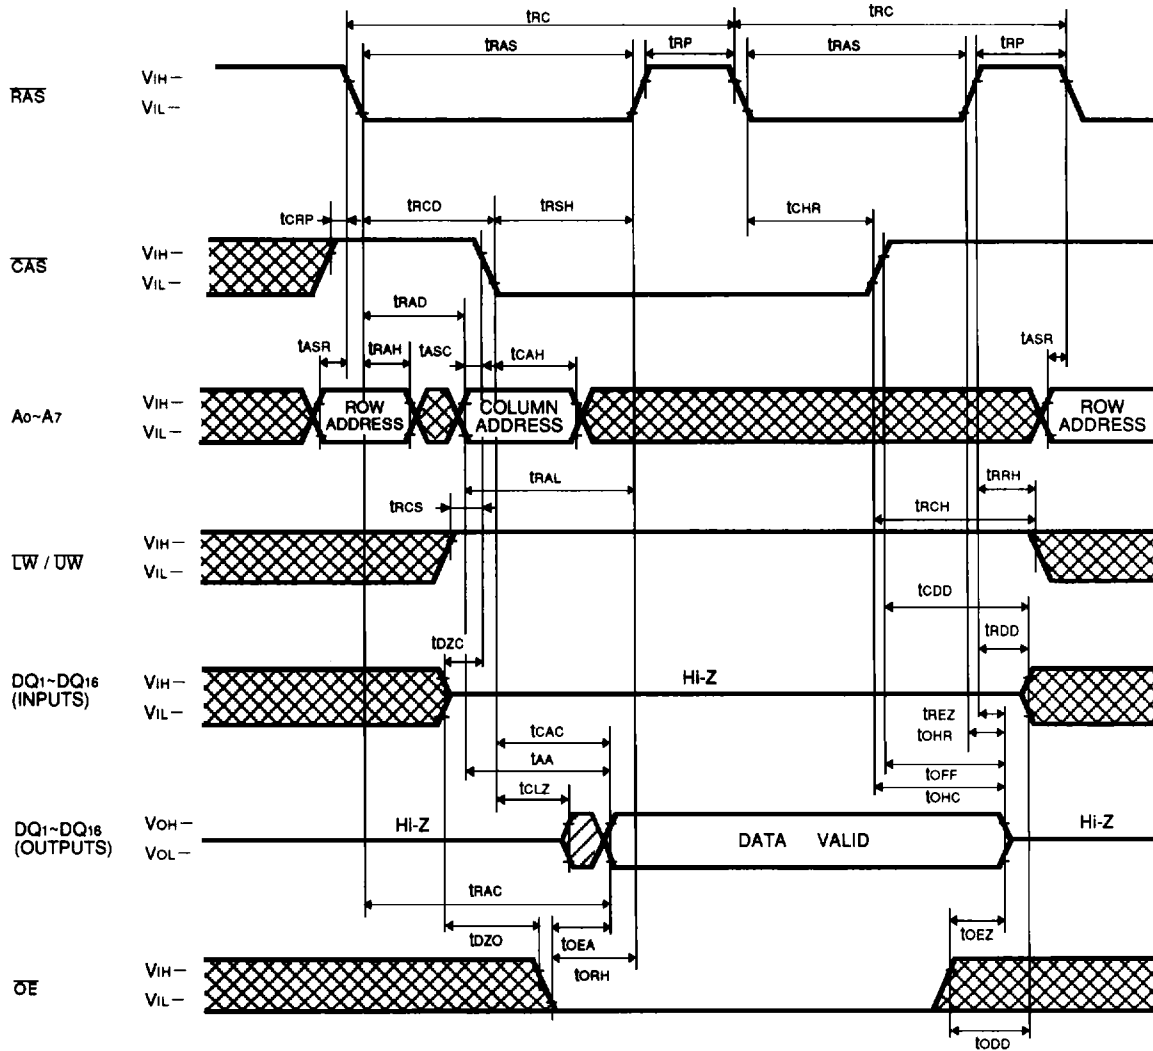 tRC tRC
tRAS tRP tRAS tRP
RAS VIH
VIL
tCRP tRCD tRSH tCHR
CAS VIH
VIL
tRAD
tASR tRAH tASC tCAH tASR
A0~A7 VIH ROW ADDRESS COLUMN ADDRESS ROW ADDRESS
VIL
tRAL
tRCS tRRH
tRCH
LW / UW VIH
VIL
tCDD
tDZC tRDD
DQ1~DQ16 (INPUTS) VIH Hi-Z
VIL
tREZ
tCAC tOHR
tAA tOFF
tCLZ tOHC
DQ1~DQ16 (OUTPUTS) VOH Hi-Z DATA VALID Hi-Z
VOL
tRAC
tDZO tOEA tOEZ
tORH
OE VIH
VIL
tODD